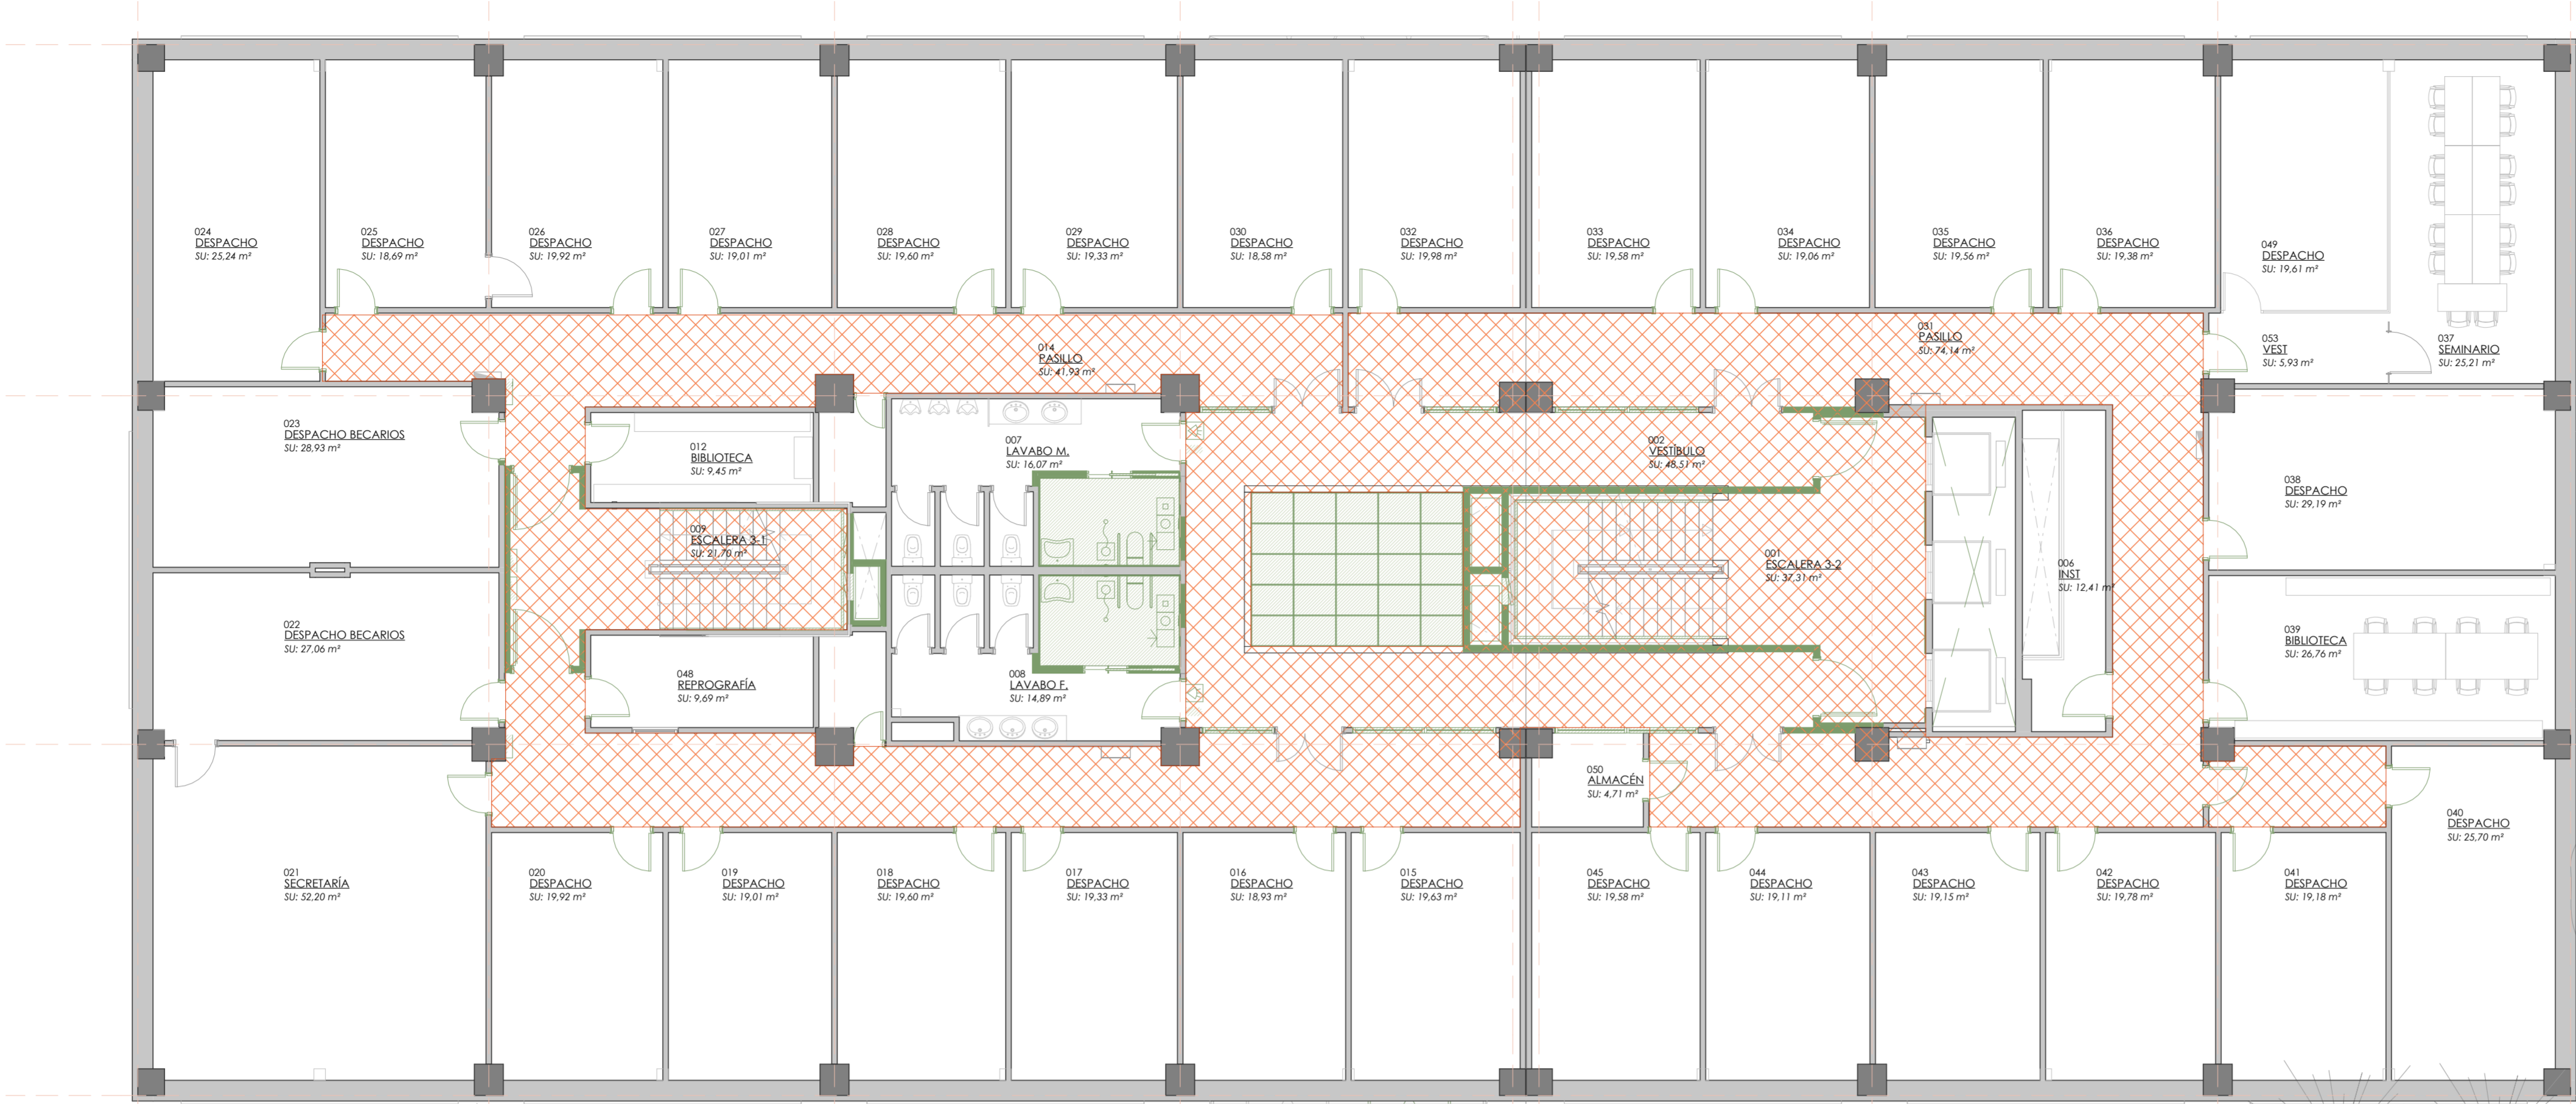 024
DESPACHO
SU: 25,24 m²
025
DESPACHO
SU: 18,69 m²
026
DESPACHO
SU: 19,92 m²
027
DESPACHO
SU: 19,01 m²
028
DESPACHO
SU: 19,60 m²
029
DESPACHO
SU: 19,33 m²
030
DESPACHO
SU: 18,58 m²
032
DESPACHO
SU: 19,98 m²
033
DESPACHO
SU: 19,58 m²
034
DESPACHO
SU: 19,06 m²
035
DESPACHO
SU: 19,56 m²
036
DESPACHO
SU: 19,38 m²
049
DESPACHO
SU: 19,61 m²
014
PASILLO
SU: 41,93 m²
031
PASILLO
SU: 74,14 m²
053
VEST
SU: 5,93 m²
037
SEMINARIO
SU: 25,21 m²
023
DESPACHO BECARIOS
SU: 28,93 m²
012
BIBLIOTECA
SU: 9,45 m²
007
LAVABO M.
SU: 16,07 m²
002
VESTÍBULO
SU: 48,51 m²
038
DESPACHO
SU: 29,19 m²
009
ESCALERA 3-1
SU: 21,70 m²
001
ESCALERA 3-2
SU: 37,31 m²
006
INST
SU: 12,41 m²
022
DESPACHO BECARIOS
SU: 27,06 m²
048
REPROGRAFÍA
SU: 9,69 m²
008
LAVABO F.
SU: 14,89 m²
039
BIBLIOTECA
SU: 26,76 m²
050
ALMACÉN
SU: 4,71 m²
040
DESPACHO
SU: 25,70 m²
021
SECRETARÍA
SU: 52,20 m²
020
DESPACHO
SU: 19,92 m²
019
DESPACHO
SU: 19,01 m²
018
DESPACHO
SU: 19,60 m²
017
DESPACHO
SU: 19,33 m²
016
DESPACHO
SU: 18,93 m²
015
DESPACHO
SU: 19,63 m²
045
DESPACHO
SU: 19,58 m²
044
DESPACHO
SU: 19,11 m²
043
DESPACHO
SU: 19,15 m²
042
DESPACHO
SU: 19,78 m²
041
DESPACHO
SU: 19,18 m²